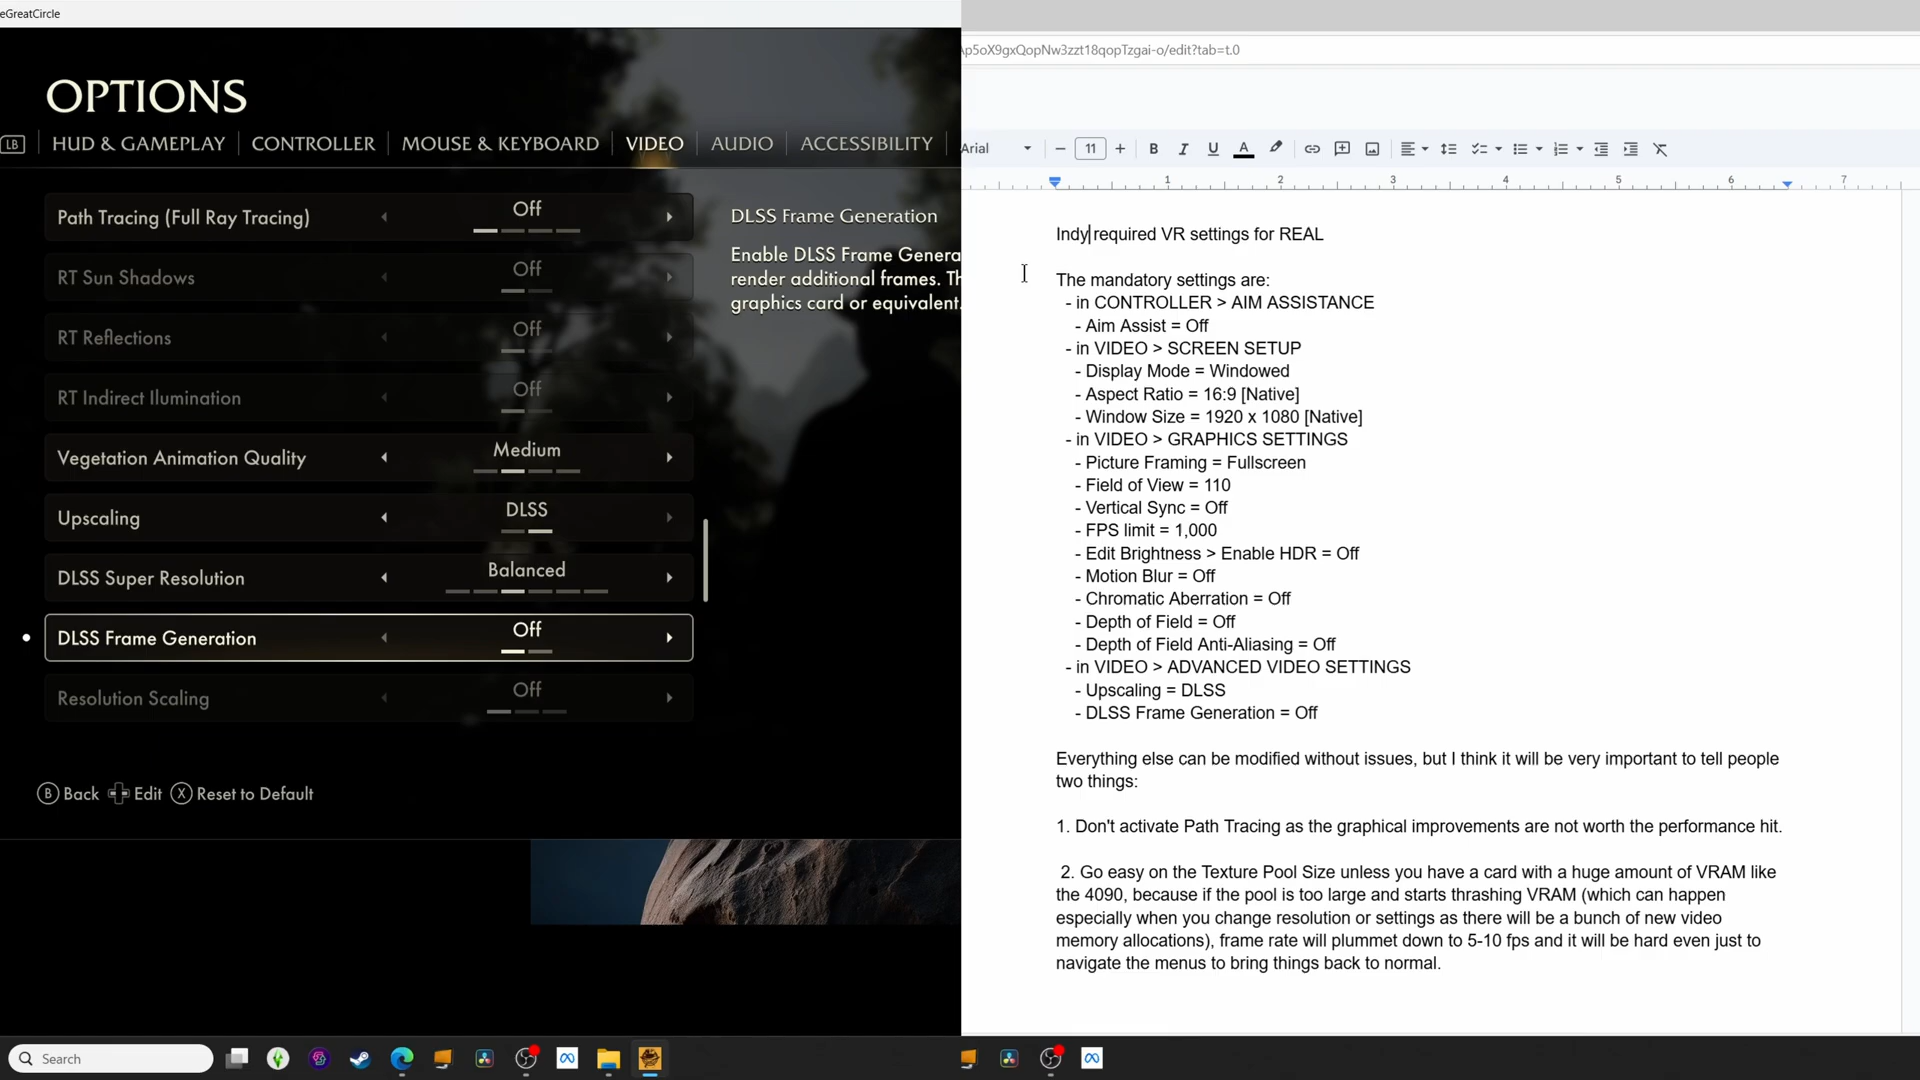 eGreatCircle
OPTIONS
LB HUD & GAMEPLAY CONTROLLER MOUSE & KEYBOARD VIDEO AUDIO ACCESSIBILITY
Path Tracing (Full Ray Tracing) Off
RT Sun Shadows Off
RT Reflections Off
RT Indirect Ilumination Off
Vegetation Animation Quality Medium
Upscaling DLSS
DLSS Super Resolution Balanced
DLSS Frame Generation Off
Resolution Scaling Off
DLSS Frame Generation
Enable DLSS Frame Genera
render additional frames. Th
graphics card or equivalent.
B Back Edit X Reset to Default
Search
Ap5oX9gxQopNw3zzt18qopTzgai-o/edit?tab=t.0
Arial 11
1 2 3 4 5 6 7
Indy required VR settings for REAL
The mandatory settings are:
- in CONTROLLER > AIM ASSISTANCE
- Aim Assist = Off
- in VIDEO > SCREEN SETUP
- Display Mode = Windowed
- Aspect Ratio = 16:9 [Native]
- Window Size = 1920 x 1080 [Native]
- in VIDEO > GRAPHICS SETTINGS
- Picture Framing = Fullscreen
- Field of View = 110
- Vertical Sync = Off
- FPS limit = 1,000
- Edit Brightness > Enable HDR = Off
- Motion Blur = Off
- Chromatic Aberration = Off
- Depth of Field = Off
- Depth of Field Anti-Aliasing = Off
- in VIDEO > ADVANCED VIDEO SETTINGS
- Upscaling = DLSS
- DLSS Frame Generation = Off
Everything else can be modified without issues, but I think it will be very important to tell people
two things:
1. Don't activate Path Tracing as the graphical improvements are not worth the performance hit.
2. Go easy on the Texture Pool Size unless you have a card with a huge amount of VRAM like
the 4090, because if the pool is too large and starts thrashing VRAM (which can happen
especially when you change resolution or settings as there will be a bunch of new video
memory allocations), frame rate will plummet down to 5-10 fps and it will be hard even just to
navigate the menus to bring things back to normal.